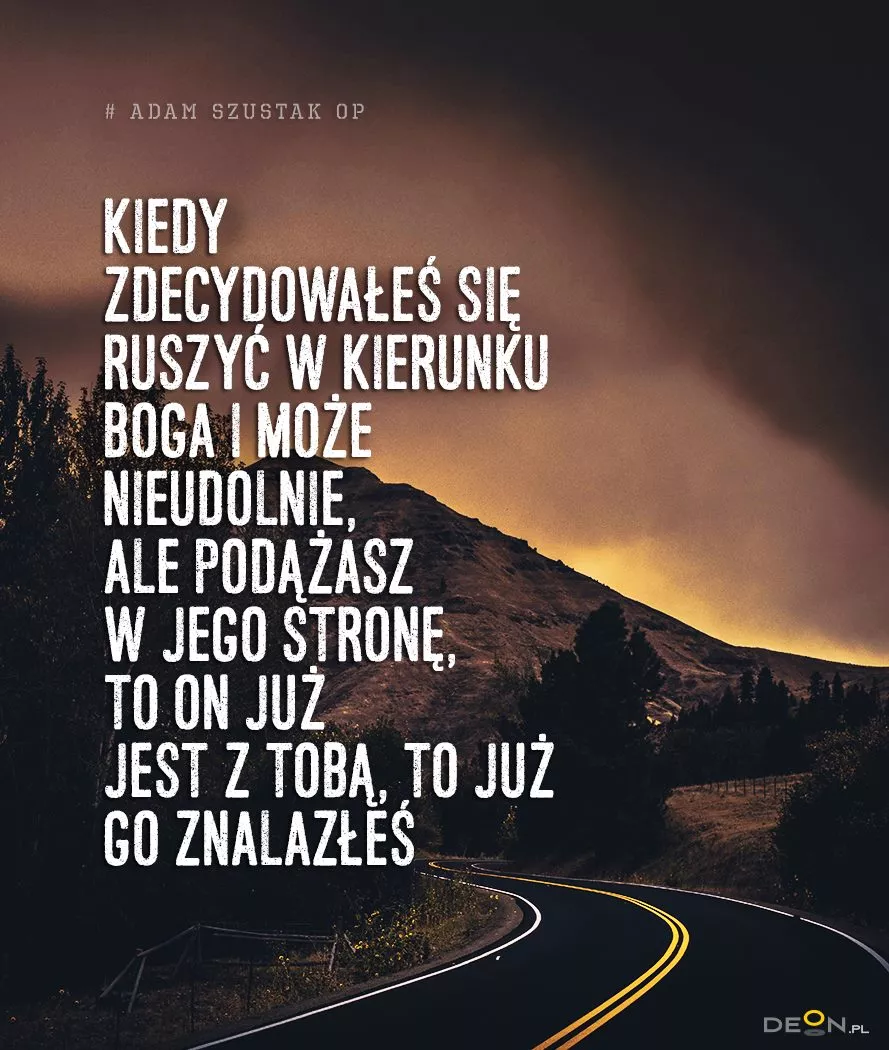 # ADAM SZUSTAK OP
KIEDY
ZDECYDOWAŁEŚ SIĘ
RUSZYĆ W KIERUNKU
BOGA I MOŻE
NIEUDOLNIE,
ALE PODĄŻASZ
W JEGO STRONĘ,
TO ON JUŻ
JEST Z TOBĄ, TO JUŻ
GO ZNALAZŁEŚ
DEON.PL